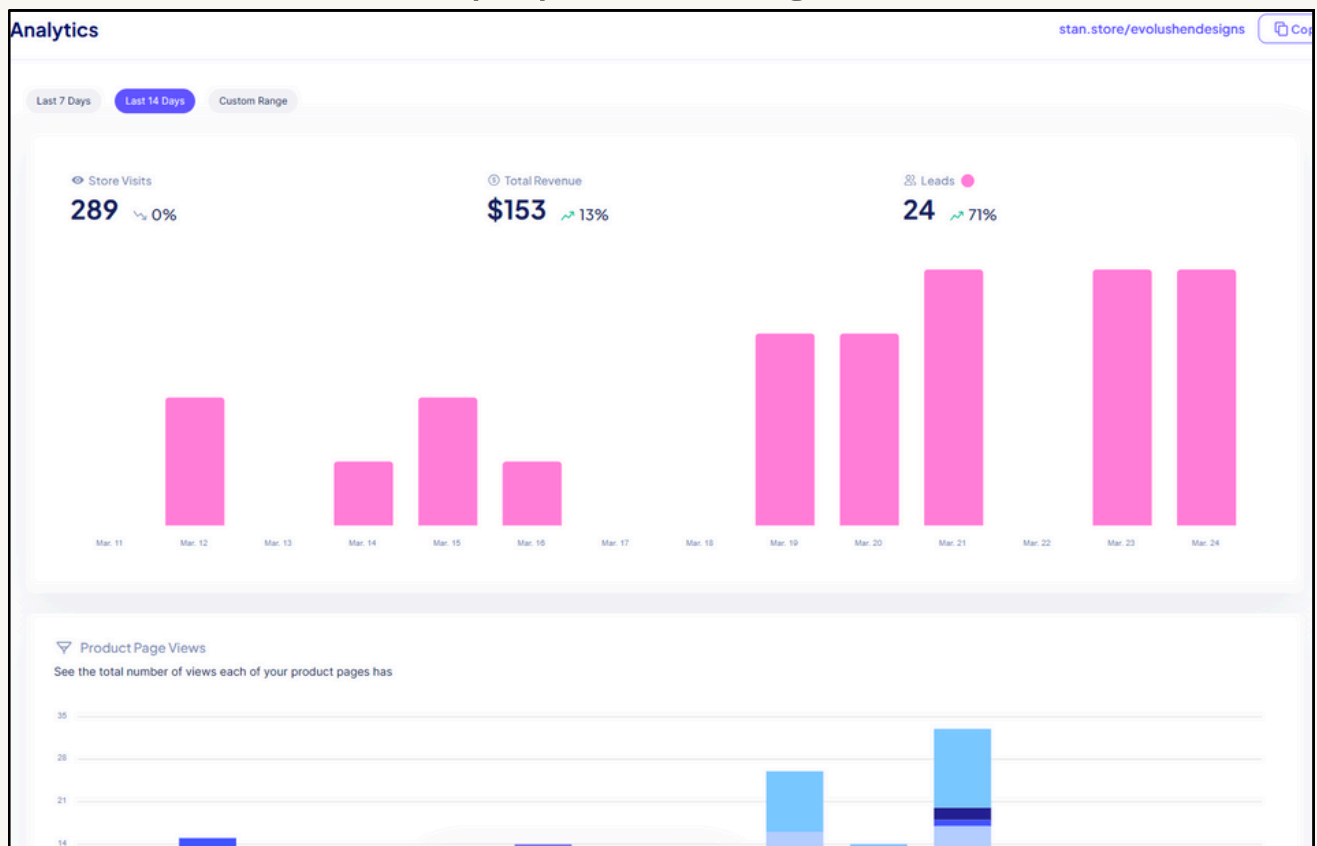 Analytics
stan.store/evolushendesigns
Last 7 Days Last 14 Days Custom Range
Store Visits Total Revenue Leads
289 0% $153 13% 24 71%
Mar. 11 Mar. 12 Mar. 13 Mar. 14 Mar. 15 Mar. 16 Mar. 17 Mar. 18 Mar. 19 Mar. 20 Mar. 21 Mar. 22 Mar. 23 Mar. 24
Product Page Views
See the total number of views each of your product pages has
35
28
21
14